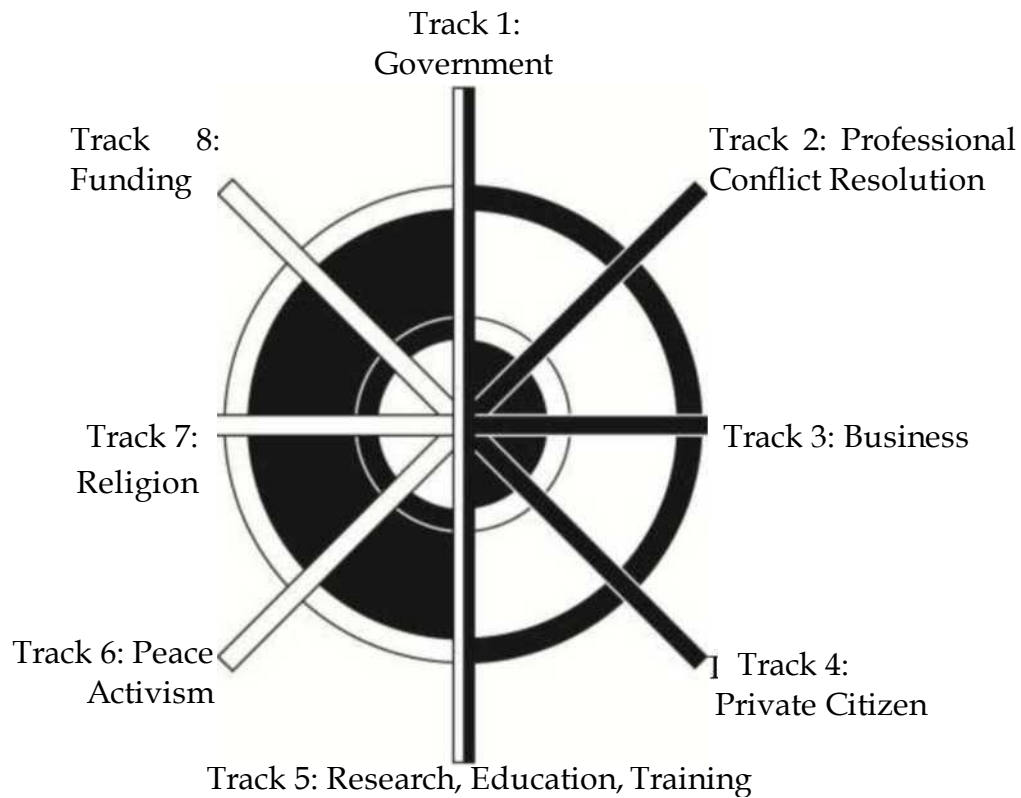 Track 1:
Government
Track 8:
Funding
Track 2: Professional
Conflict Resolution
Track 7:
Religion
Track 3: Business
Track 6: Peace
Activism
Track 4:
Private Citizen
Track 5: Research, Education, Training